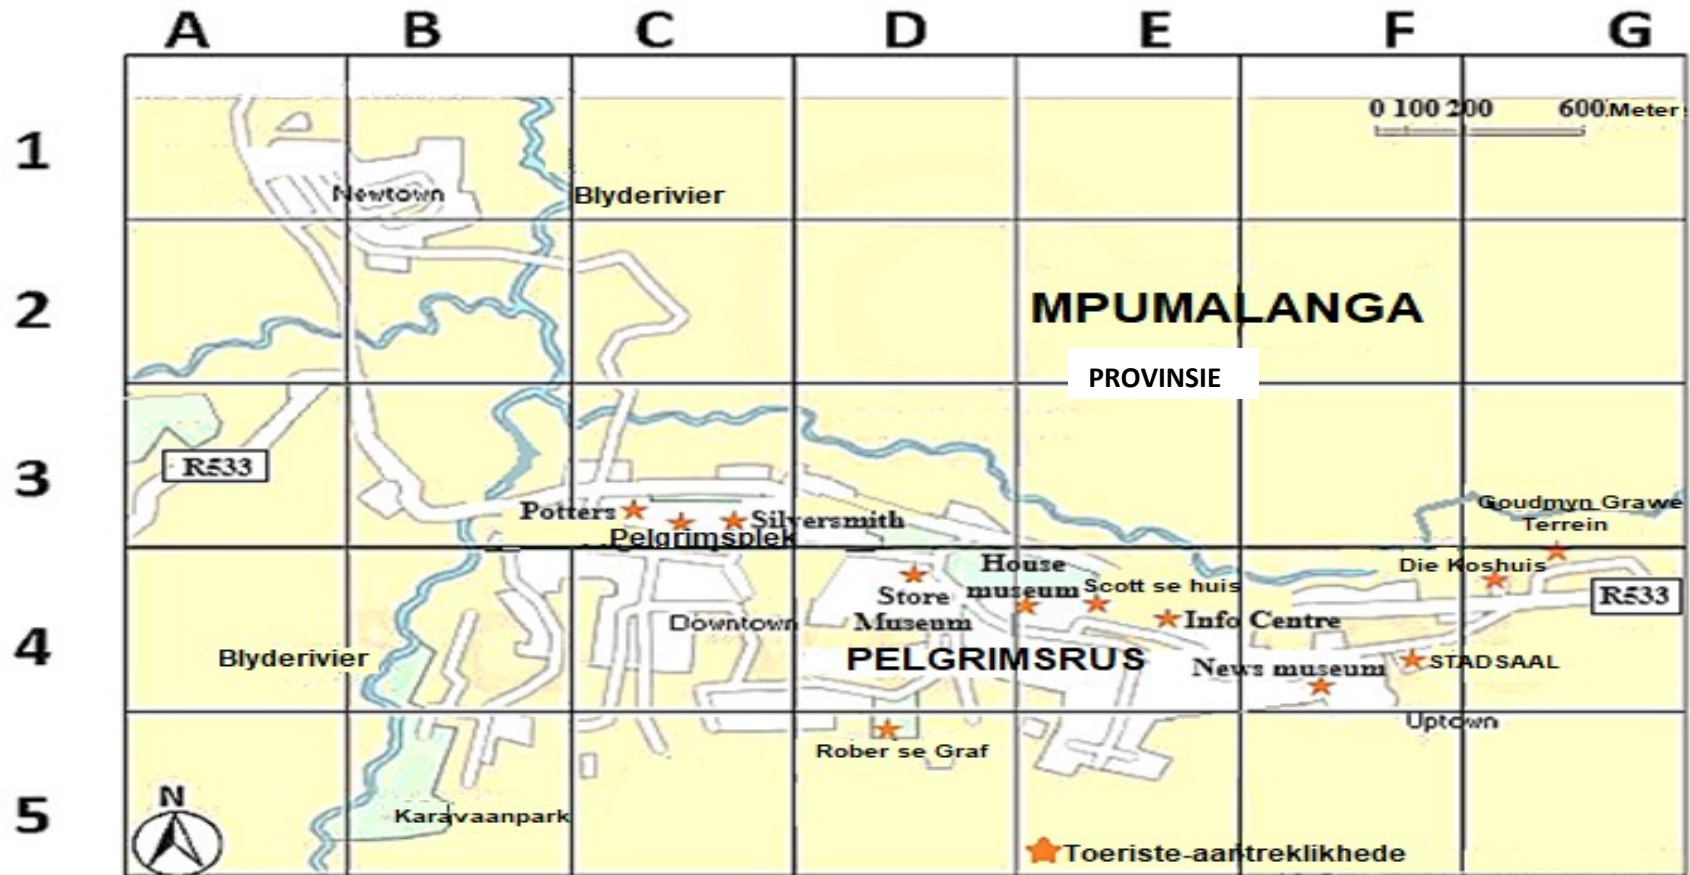 A B C D E F G
0 100 200 600 Meter
1
Newtown
Blyderivier
2
MPUMALANGA
PROVINSIE
3
R533
Potters
Silversmith
Pelgrimsplek
Goudmyn Grawe
Terrein
House
museum
Scott se huis
Die Koshuis
R533
Store
Museum
Info Centre
Downtown
4
Blyderivier
PELGRIMSRUS
News museum
STADSAAL
Uptown
Rober se Graf
N
5
Karavaanpark
Toeriste-aantreklikhede